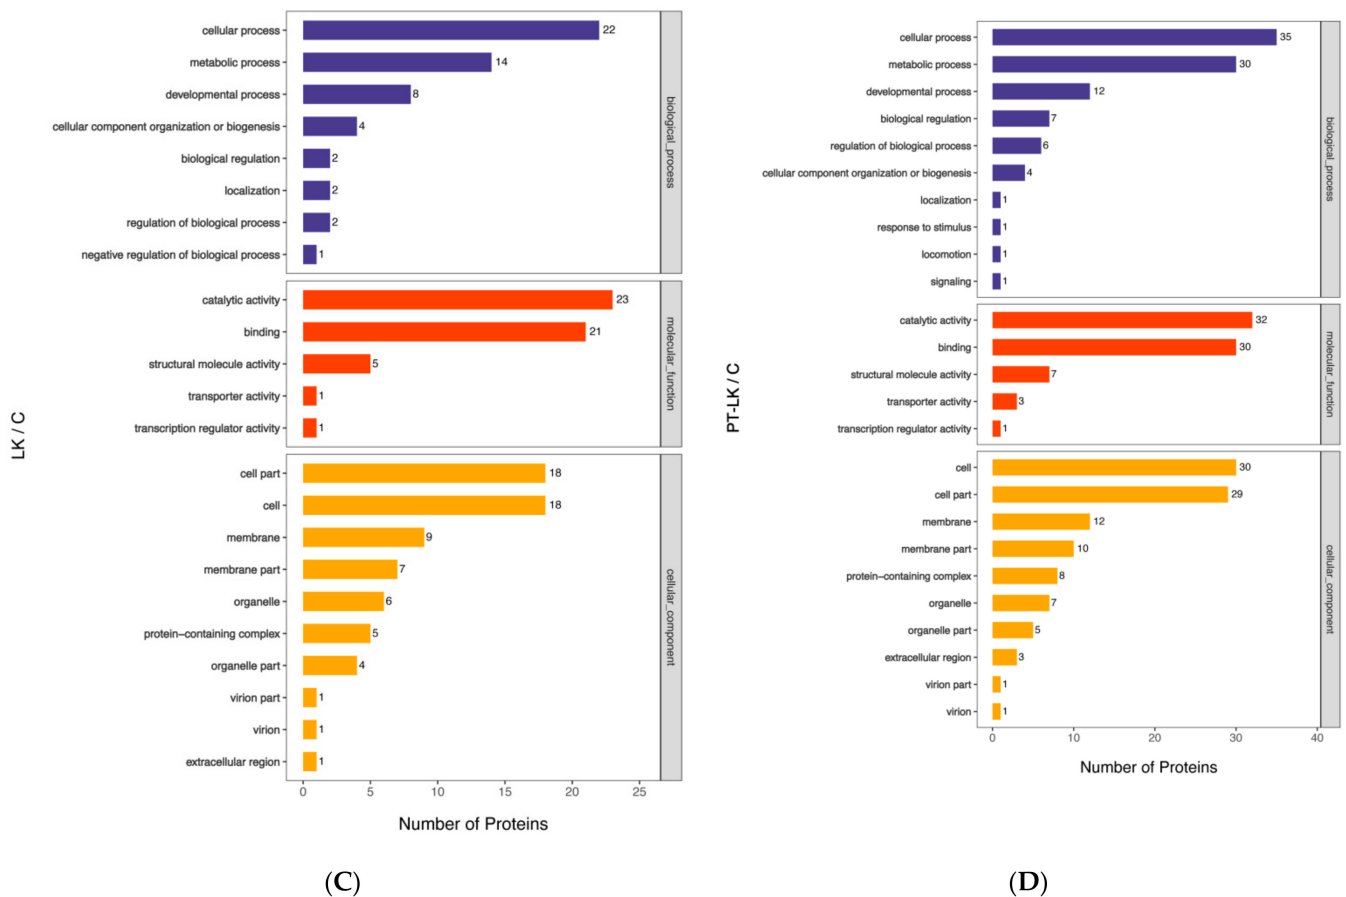 LK / C
cellular process 22
metabolic process 14
developmental process 8
cellular component organization or biogenesis 4
biological regulation 2
localization 2
regulation of biological process 2
negative regulation of biological process 1
biological_process
catalytic activity 23
binding 21
structural molecule activity 5
transporter activity 1
transcription regulator activity 1
molecular_function
cell part 18
cell 18
membrane 9
membrane part 7
organelle 6
protein−containing complex 5
organelle part 4
virion part 1
virion 1
extracellular region 1
cellular_component
0 5 10 15 20 25
Number of Proteins
(C)
PT-LK / C
cellular process 35
metabolic process 30
developmental process 12
biological regulation 7
regulation of biological process 6
cellular component organization or biogenesis 4
localization 1
response to stimulus 1
locomotion 1
signaling 1
biological_process
catalytic activity 32
binding 30
structural molecule activity 7
transporter activity 3
transcription regulator activity 1
molecular_function
cell 30
cell part 29
membrane 12
membrane part 10
protein−containing complex 8
organelle 7
organelle part 5
extracellular region 3
virion part 1
virion 1
cellular_component
0 10 20 30 40
Number of Proteins
(D)